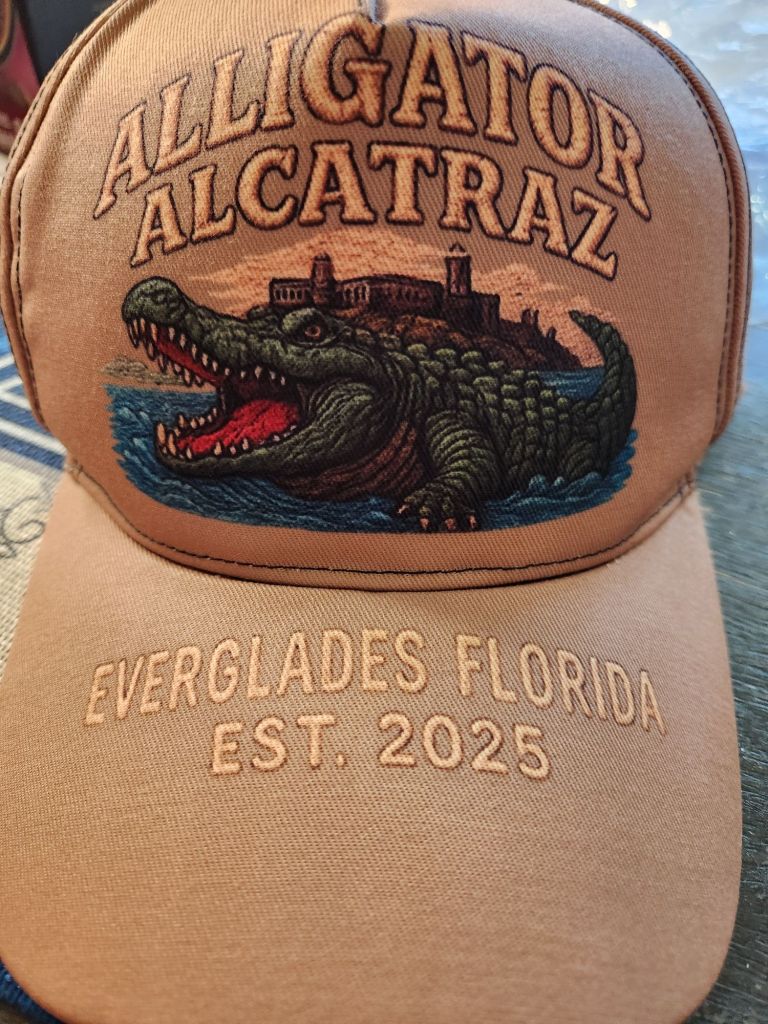 ALLIGATOR
ALCATRAZ
EVERGLADES FLORIDA
EST. 2025